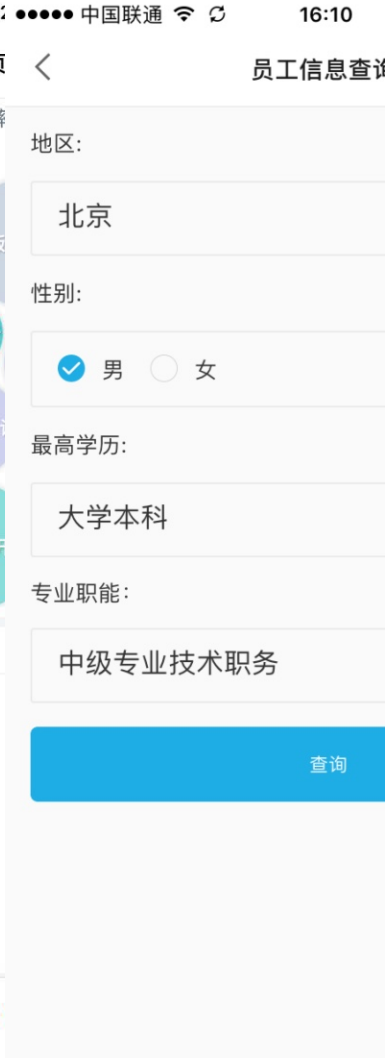 中国联通 16:10
员工信息查询
地区:
北京
性别:
男 女
最高学历:
大学本科
专业职能:
中级专业技术职务
查询